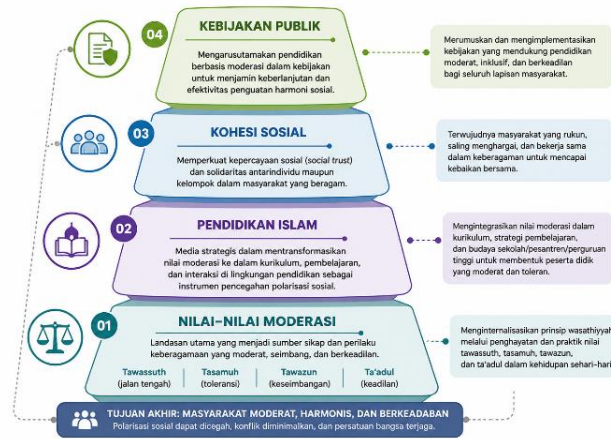 04
KEBIJAKAN PUBLIK
Mengarusutamakan pendidikan
berbasis moderasi dalam kebijakan
untuk menjamin keberlanjutan dan
efektivitas penguatan harmoni sosial.
Merumuskan dan mengimplementasikan
kebijakan yang mendukung pendidikan
moderat, inklusif, dan berkeadilan
bagi seluruh lapisan masyarakat.
03
KOHESI SOSIAL
Memperkuat kepercayaan sosial (social trust)
dan solidaritas antarindividu maupun
kelompok dalam masyarakat yang beragam.
Terwujudnya masyarakat yang rukun,
saling menghargai, dan bekerja sama
dalam keberagaman untuk mencapai
kebaikan bersama.
02
PENDIDIKAN ISLAM
Media strategis dalam mentransformasikan
nilai moderasi ke dalam kurikulum, pembelajaran,
dan interaksi di lingkungan pendidikan sebagai
instrumen pencegahan polarisasi sosial.
Mengintegrasikan nilai moderasi dalam
kurikulum, strategi pembelajaran,
dan budaya sekolah/pesantren/perguruan
tinggi untuk membentuk peserta didik
yang moderat dan toleran.
01
NILAI-NILAI MODERASI
Landasan utama yang menjadi sumber sikap dan perilaku
keberagamaan yang moderat, seimbang, dan berkeadilan.
Tawassuth
(jalan tengah)
Tasamuh
(toleransi)
Tawazun
(keseimbangan)
Ta'adul
(keadilan)
Menginternalisasikan prinsip wasathiyyah
melalui penghayatan dan praktik nilai
tawassuth, tasamuh, tawazun,
dan ta'adul dalam kehidupan sehari-hari
TUJUAN AKHIR: MASYARAKAT MODERAT, HARMONIS, DAN BERKEADABAN
Polarisasi sosial dapat dicegah, konflik diminimalkan, dan persatuan bangsa terjaga.